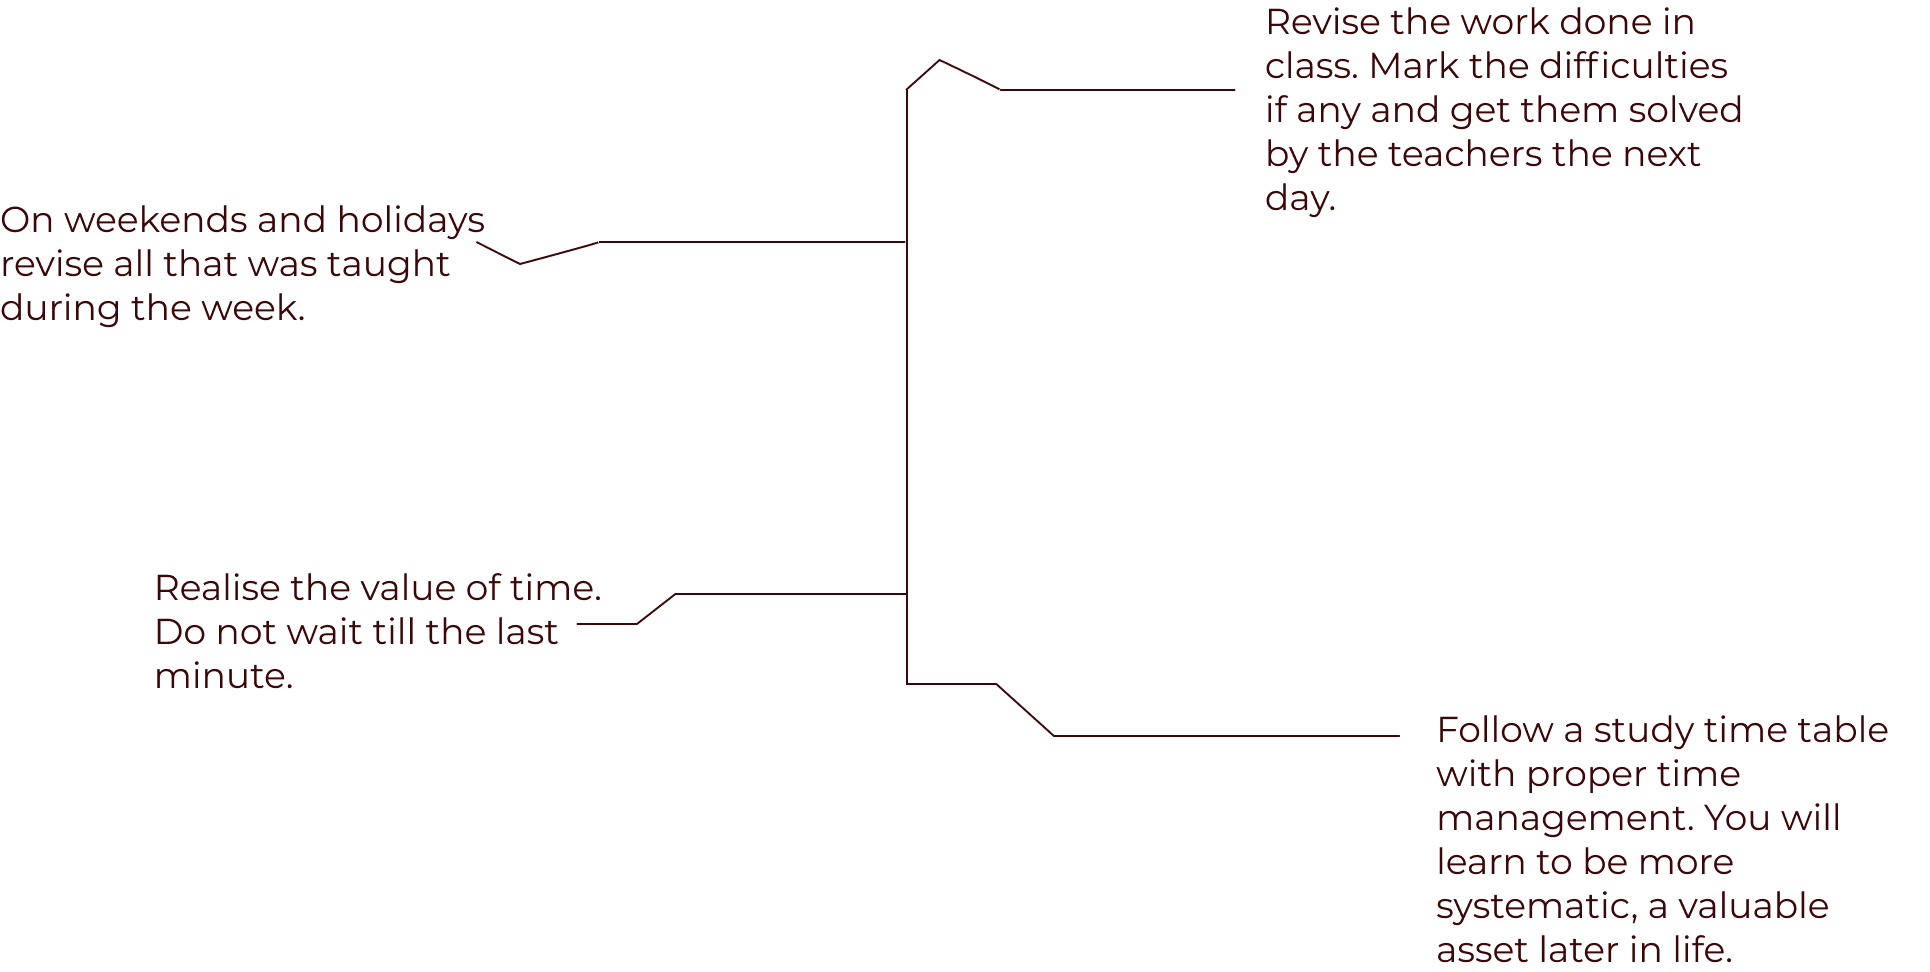 Revise the work done in
class. Mark the difficulties
if any and get them solved
by the teachers the next
day.
On weekends and holidays
revise all that was taught
during the week.
Realise the value of time.
Do not wait till the last
minute.
Follow a study time table
with proper time
management. You will
learn to be more
systematic, a valuable
asset later in life.